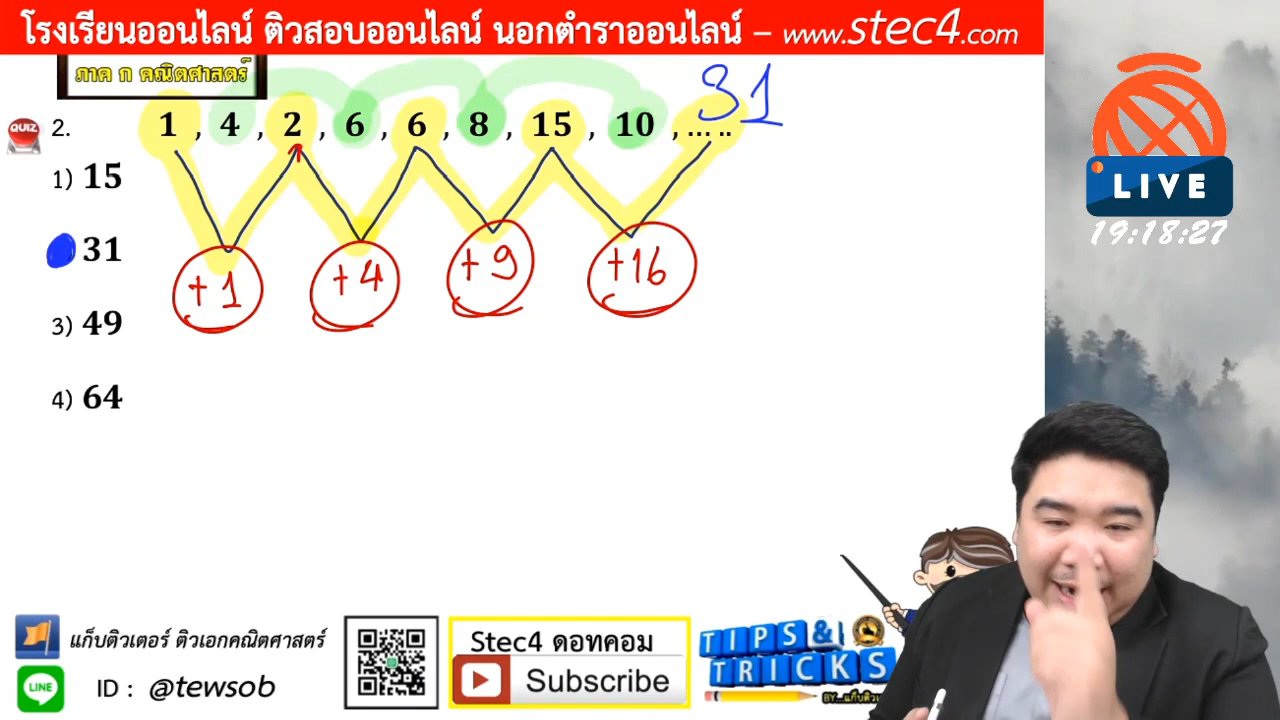 โรงเรียนออนไลน์ ติวสอบออนไลน์ นอกตำราออนไลน์ – www.stec4.com
ภาค ก คณิตศาสตร์
QUIZ
2. 1 , 4 , 2 , 6 , 6 , 8 , 15 , 10 , ... .. 31
1) 15
31
3) 49
4) 64
+1 +4 +9 +16
LIVE
19:18:27
แก็บติวเตอร์ ติวเอกคณิตศาสตร์
LINE ID : @tewsob
Stec4 ดอทคอม
Subscribe
TIPS &
TRICKS